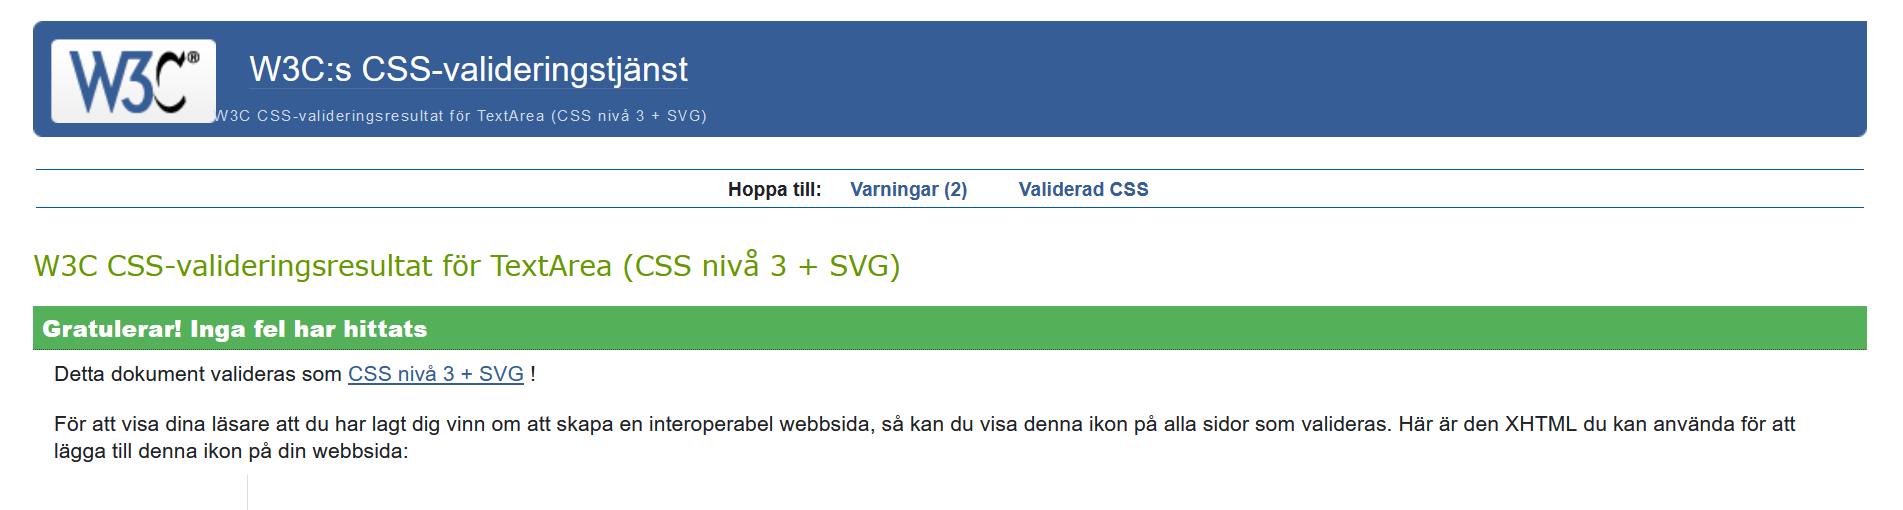 W3C®
W3C:s CSS-valideringstjänst
W3C CSS-valideringsresultat för TextArea (CSS nivå 3 + SVG)
Hoppa till: Varningar (2) Validerad CSS
W3C CSS-valideringsresultat för TextArea (CSS nivå 3 + SVG)
Gratulerar! Inga fel har hittats
Detta dokument valideras som CSS nivå 3 + SVG !
För att visa dina läsare att du har lagt dig vinn om att skapa en interoperabel webbsida, så kan du visa denna ikon på alla sidor som valideras. Här är den XHTML du kan använda för att
lägga till denna ikon på din webbsida: